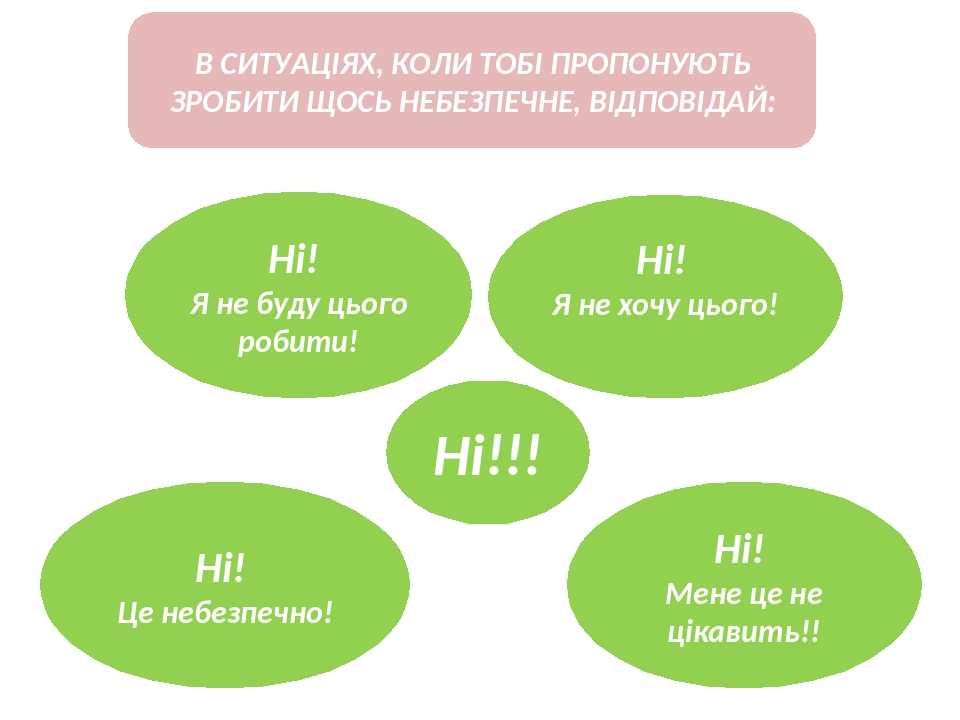 В СИТУАЦІЯХ, КОЛИ ТОБІ ПРОПОНУЮТЬ
ЗРОБИТИ ЩОСЬ НЕБЕЗПЕЧНЕ, ВІДПОВІДАЙ:
Ні!
Я не буду цього
робити!
Ні!
Я не хочу цього!
Ні!!!
Ні!
Це небезпечно!
Ні!
Мене це не
цікавить!!